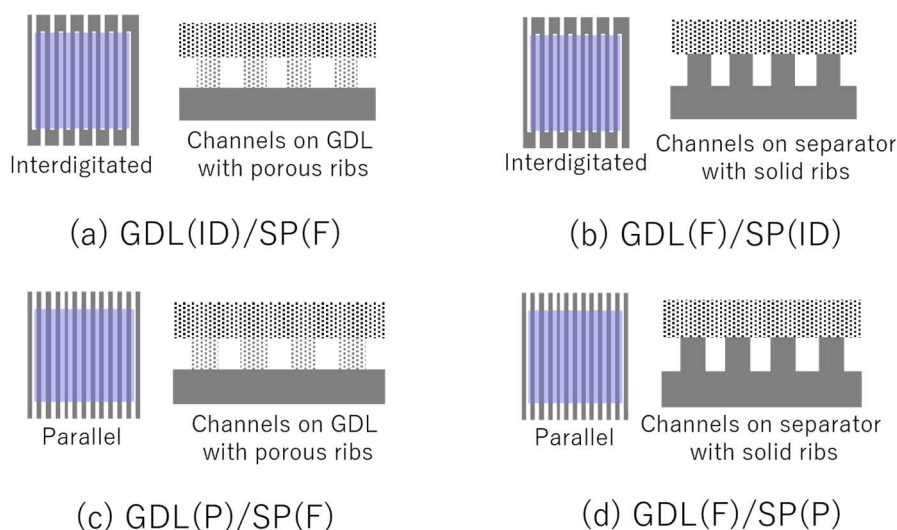 Interdigitated
Channels on GDL
with porous ribs
(a) GDL(ID)/SP(F)
Interdigitated
Channels on separator
with solid ribs
(b) GDL(F)/SP(ID)
Parallel
Channels on GDL
with porous ribs
(c) GDL(P)/SP(F)
Parallel
Channels on separator
with solid ribs
(d) GDL(F)/SP(P)